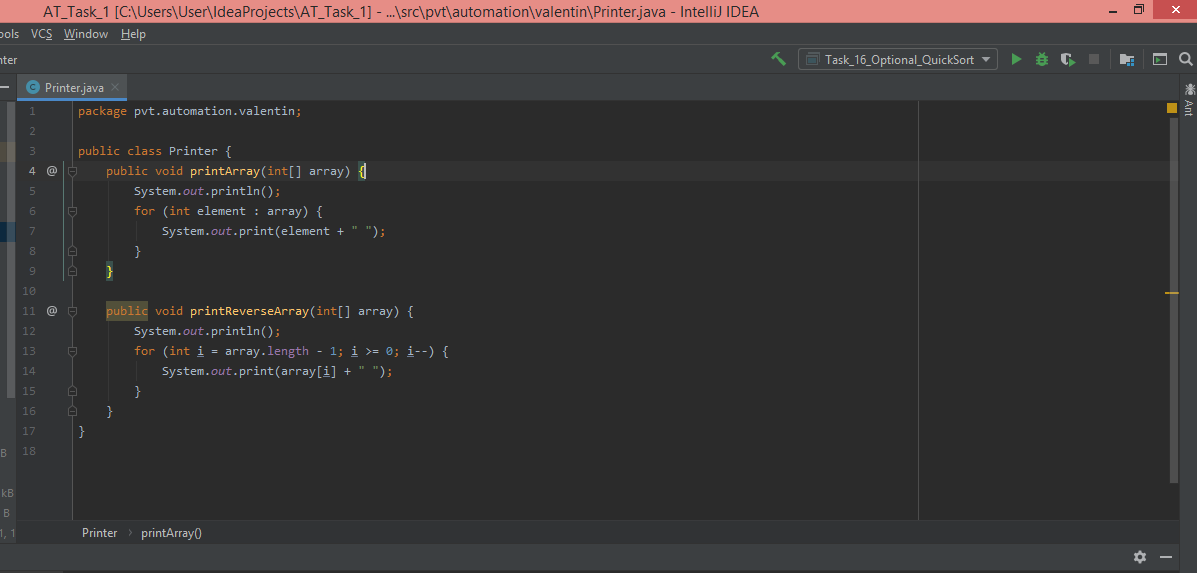 AT_Task_1 [C:\Users\User\IdeaProjects\AT_Task_1] - ...\src\pvt\automation\valentin\Printer.java - IntelliJ IDEA
ools VCS Window Help
nter
Task_16_Optional_QuickSort
Printer.java
Ant
1 package pvt.automation.valentin;
2
3 public class Printer {
4 @ public void printArray(int[] array) {
5 System.out.println();
6 for (int element : array) {
7 System.out.print(element + " ");
8 }
9 }
10
11 @ public void printReverseArray(int[] array) {
12 System.out.println();
13 for (int i = array.length - 1; i >= 0; i--) {
14 System.out.print(array[i] + " ");
15 }
16 }
17 }
18
B
kB
B
1, 1
Printer › printArray()